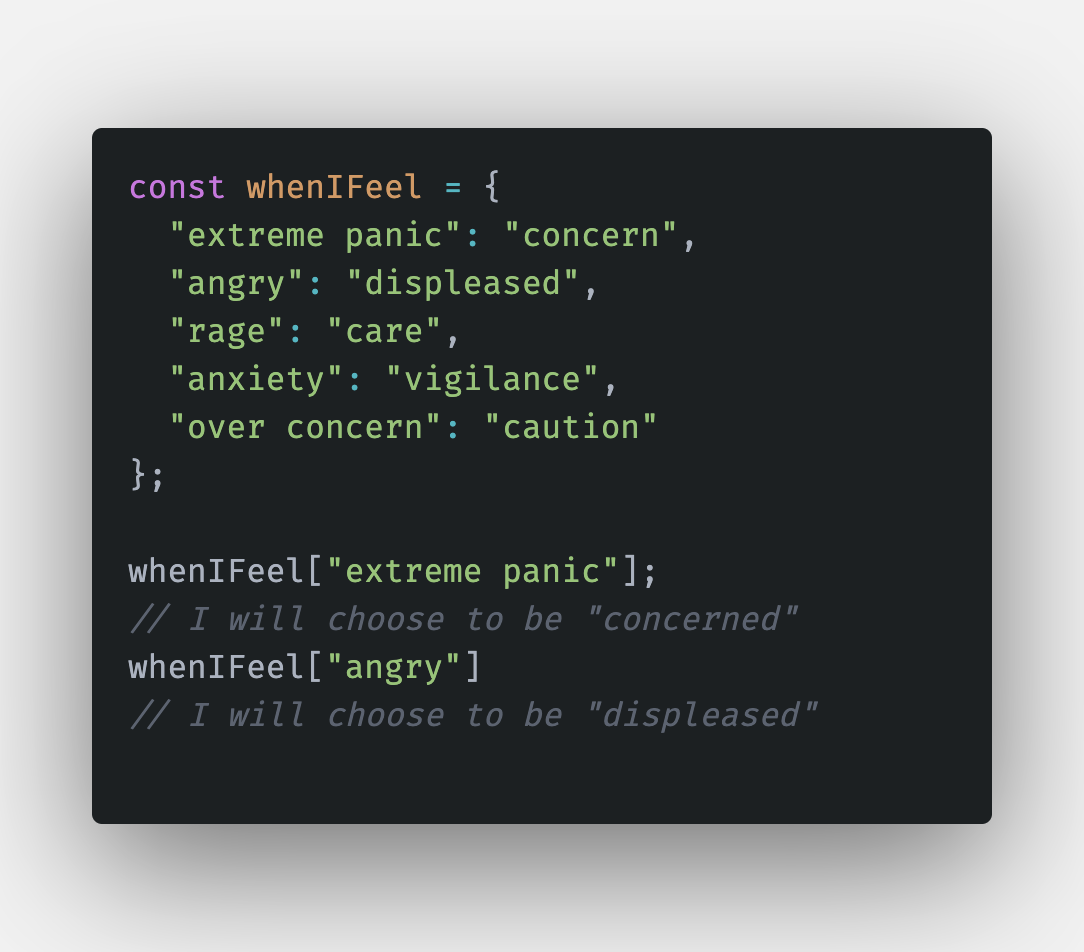 const whenIFeel = {
  "extreme panic": "concern",
  "angry": "displeased",
  "rage": "care",
  "anxiety": "vigilance",
  "over concern": "caution"
};

whenIFeel["extreme panic"];
// I will choose to be "concerned"
whenIFeel["angry"]
// I will choose to be "displeased"